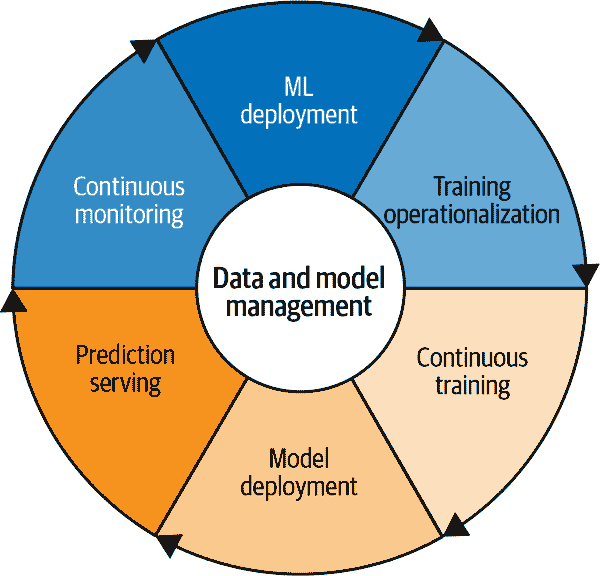 ML
deployment
Training
operationalization
Continuous
training
Model
deployment
Prediction
serving
Continuous
monitoring
Data and model
management